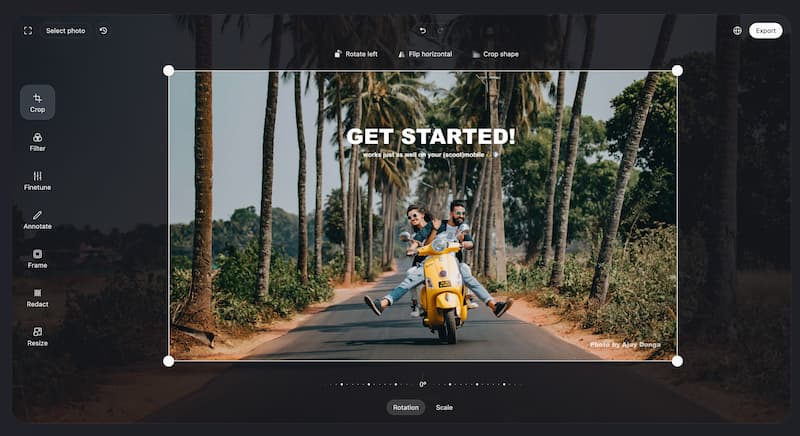 Select photo
Export
Rotate left Flip horizontal Crop shape
Crop
Filter
Finetune
Annotate
Frame
Redact
Resize
GET STARTED!
works just as well on your (scoot)mobile
Photo by Ajay Donga
0°
Rotation Scale